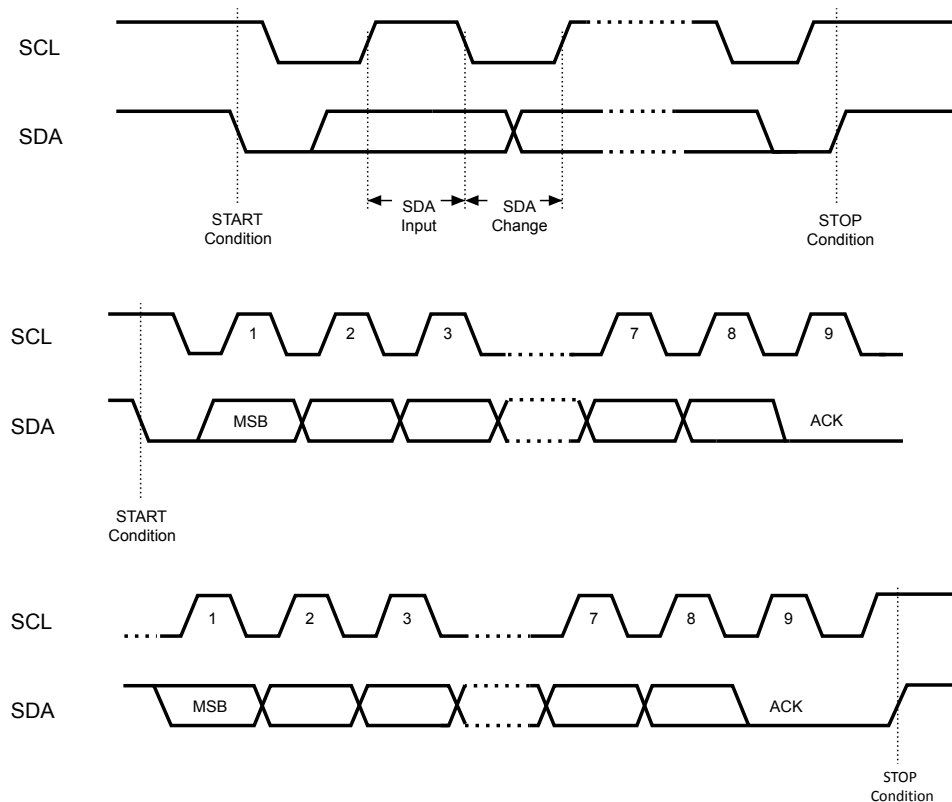 SCL
SDA
SDA
Input
SDA
Change
START
Condition
STOP
Condition
SCL
1
2
3
7
8
9
SDA
MSB
ACK
START
Condition
SCL
1
2
3
7
8
9
SDA
MSB
ACK
STOP
Condition